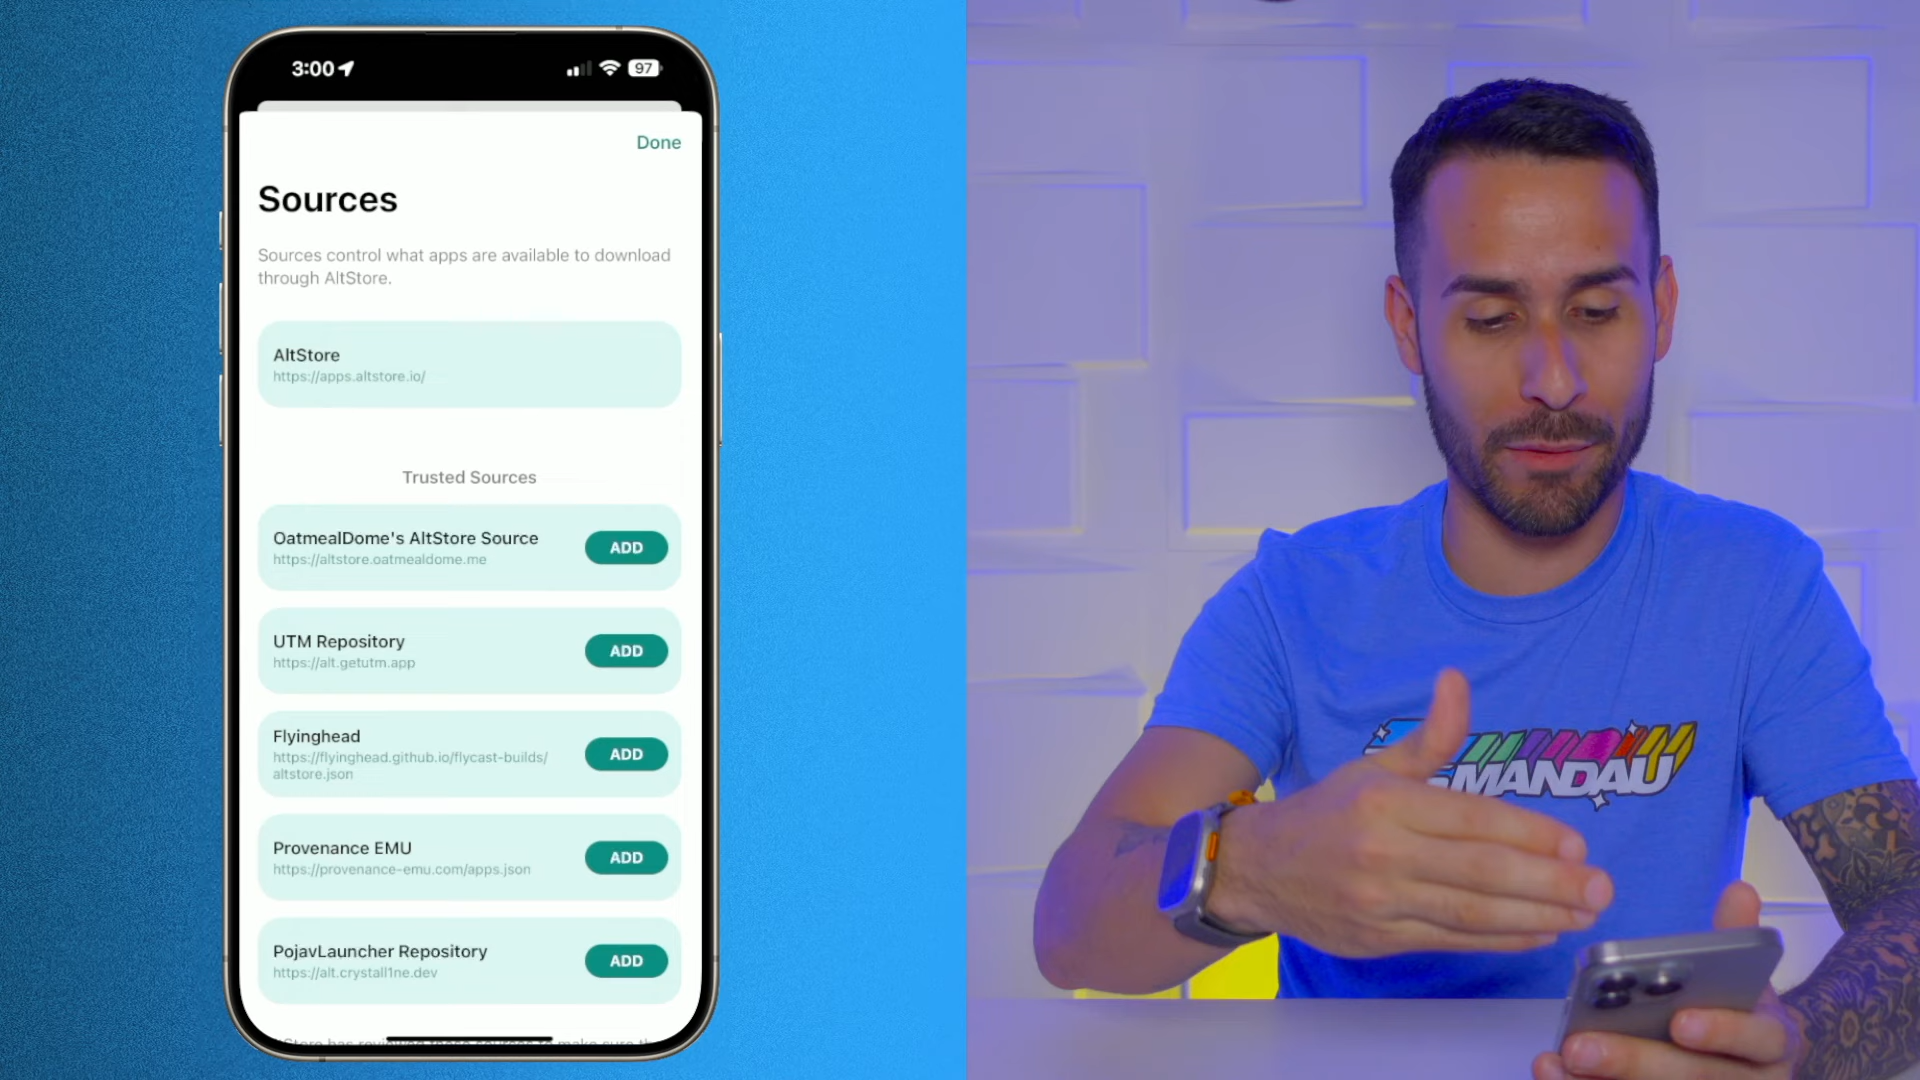 3:00
97
Done
Sources
Sources control what apps are available to download
through AltStore.
AltStore
https://apps.altstore.io/
Trusted Sources
OatmealDome's AltStore Source
https://altstore.oatmealdome.me
ADD
UTM Repository
https://alt.getutm.app
ADD
Flyinghead
https://flyinghead.github.io/flycast-builds/
altstore.json
ADD
Provenance EMU
https://provenance-emu.com/apps.json
ADD
PojavLauncher Repository
https://alt.crystall1ne.dev
ADD